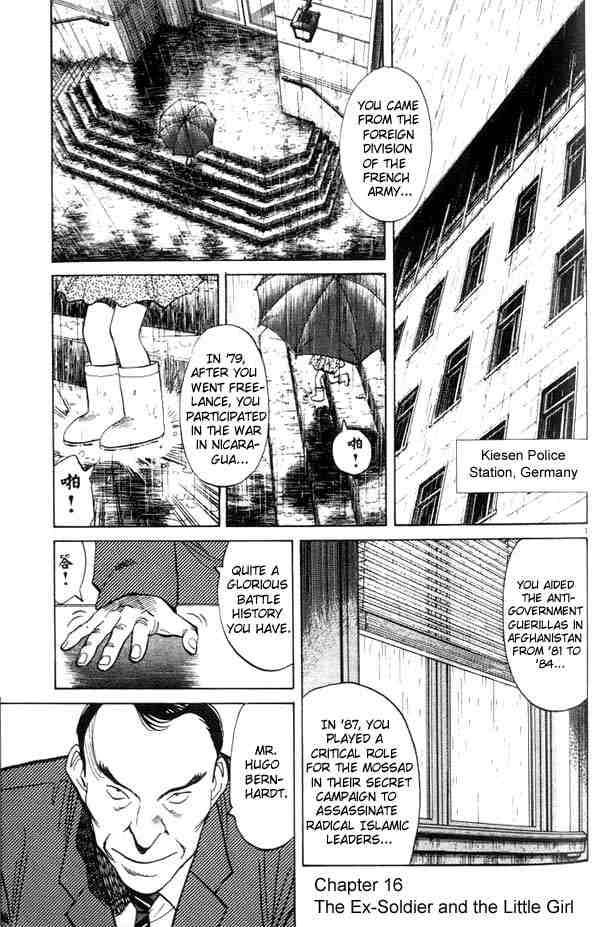 YOU CAME
FROM THE
FOREIGN
DIVISION
OF THE
FRENCH
ARMY...
Kiesen Police
Station, Germany
啪!
IN '79,
AFTER YOU
WENT FREE-
LANCE, YOU
PARTICIPATED
IN THE WAR
IN NICARA-
GUA...
啪!
1
YOU AIDED
THE ANTI-
GOVERNMENT
GUERILLAS IN
AFGHANISTAN
FROM '81 TO
'84...
IN '87, YOU
PLAYED A
CRITICAL ROLE
FOR THE MOSSAD
IN THEIR SECRET
CAMPAIGN TO
ASSASSINATE
RADICAL ISLAMIC
LEADERS...
QUITE A
GLORIOUS
BATTLE
HISTORY
YOU HAVE.
答!
MR.
HUGO
BERN-
HARDT.
Chapter 16
The Ex-Soldier and the Little Girl